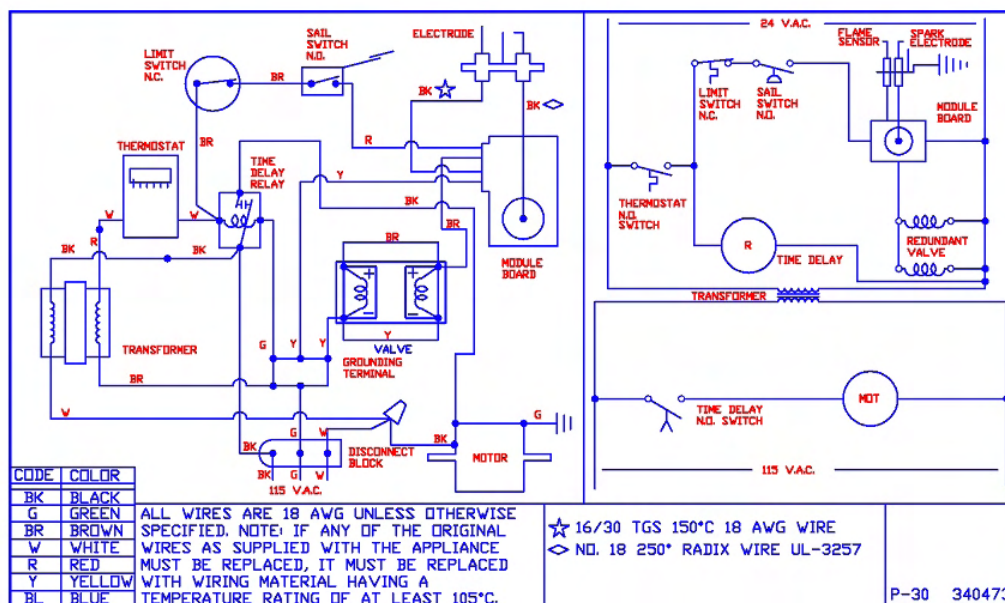 LIMIT
SWITCH
N.C.
SAIL
SWITCH
N.O.
ELECTRODE
BR
BK
BK
BR
R
THERMOSTAT
TIME
DELAY
RELAY
Y
BK
W
W
R
BK
BK
BR
BR
MODULE
BOARD
+
+
-
-
Y
VALVE
TRANSFORMER
G
Y
Y
GROUNDING
TERMINAL
BR
W
G
W
BK
DISCONNECT
BLOCK
BK
G
W
115 V.A.C.
BK
MOTOR
G
24 V.A.C.
FLAME
SENSOR
SPARK
ELECTRODE
LIMIT
SWITCH
N.C.
SAIL
SWITCH
N.O.
MODULE
BOARD
THERMOSTAT
N.O.
SWITCH
R
TIME DELAY
REDUNDANT
VALVE
TRANSFORMER
TIME DELAY
N.O. SWITCH
MOT
115 V.A.C.
CODE COLOR
BK BLACK
G GREEN
BR BROWN
W WHITE
R RED
Y YELLOW
BL BLUE
ALL WIRES ARE 18 AWG UNLESS OTHERWISE
SPECIFIED. NOTE: IF ANY OF THE ORIGINAL
WIRES AS SUPPLIED WITH THE APPLIANCE
MUST BE REPLACED, IT MUST BE REPLACED
WITH WIRING MATERIAL HAVING A
TEMPERATURE RATING OF AT LEAST 105°C.
16/30 TGS 150°C 18 AWG WIRE
NO. 18 250° RADIX WIRE UL-3257
P-30 340473